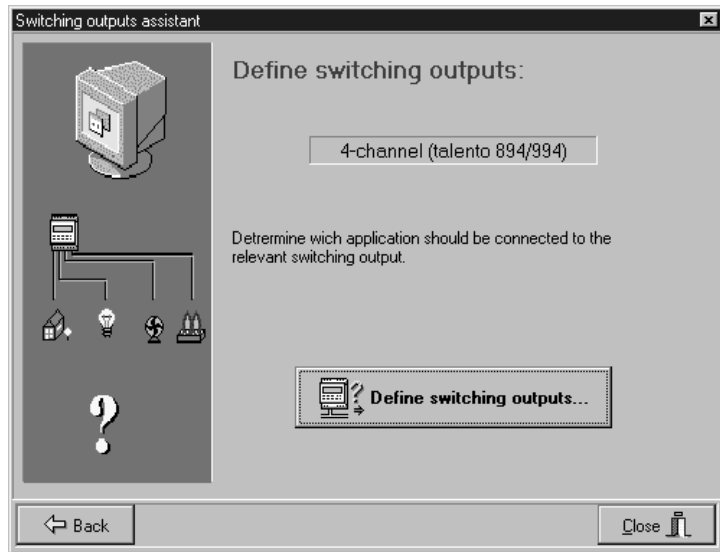 Switching outputs assistant
Define switching outputs:
4-channel (talento 894/994)
Detrermine wich application should be connected to the
relevant switching output.
Define switching outputs...
Back
Close